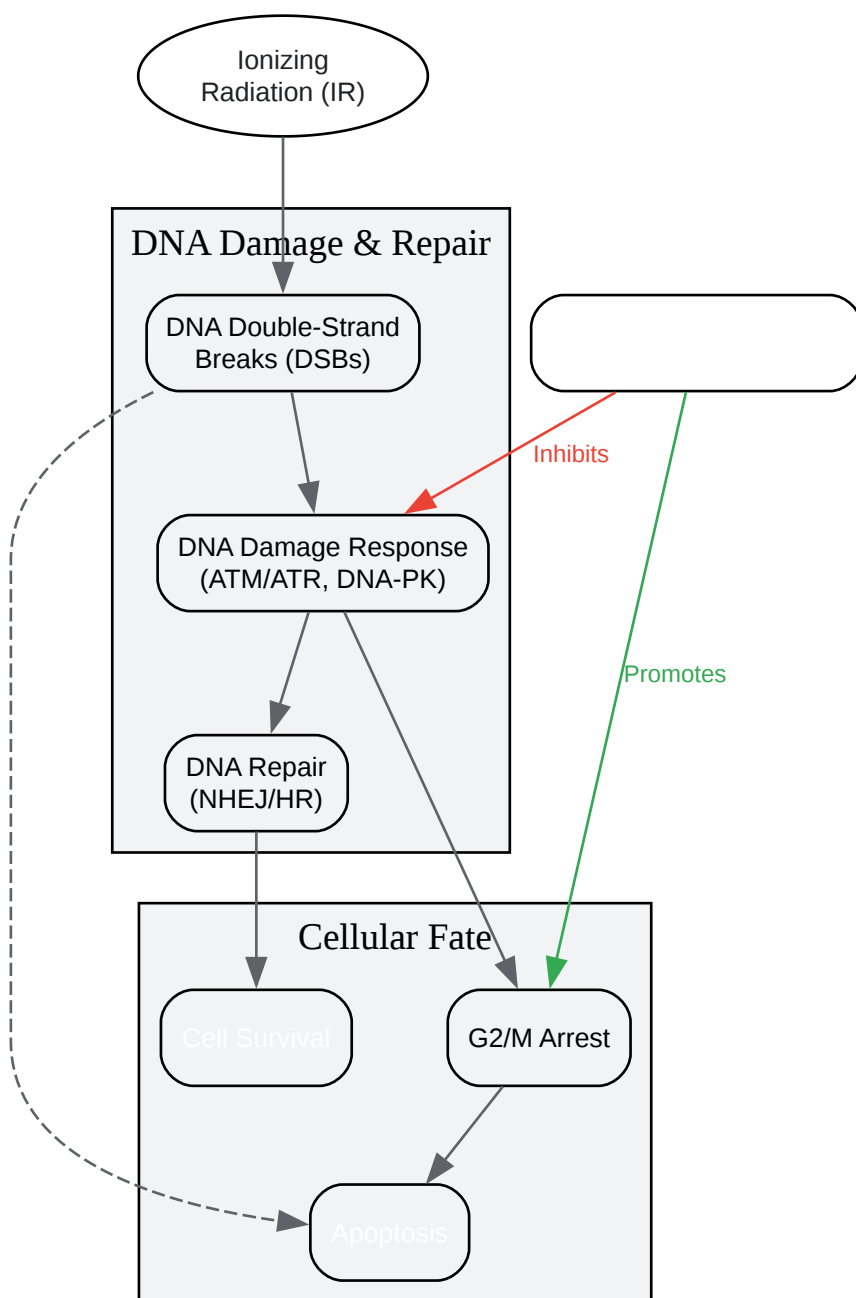 Ionizing
Radiation (IR)
DNA Damage & Repair
DNA Double-Strand
Breaks (DSBs)
Inhibits
DNA Damage Response
(ATM/ATR, DNA-PK)
Promotes
DNA Repair
(NHEJ/HR)
Cellular Fate
Cell Survival
G2/M Arrest
Apoptosis